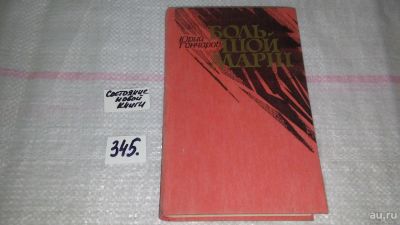 Юрий
Гончаров
БОЛЬ-
ШОЙ
МАРШ
Состояние
новой
книги
345.
au.ru